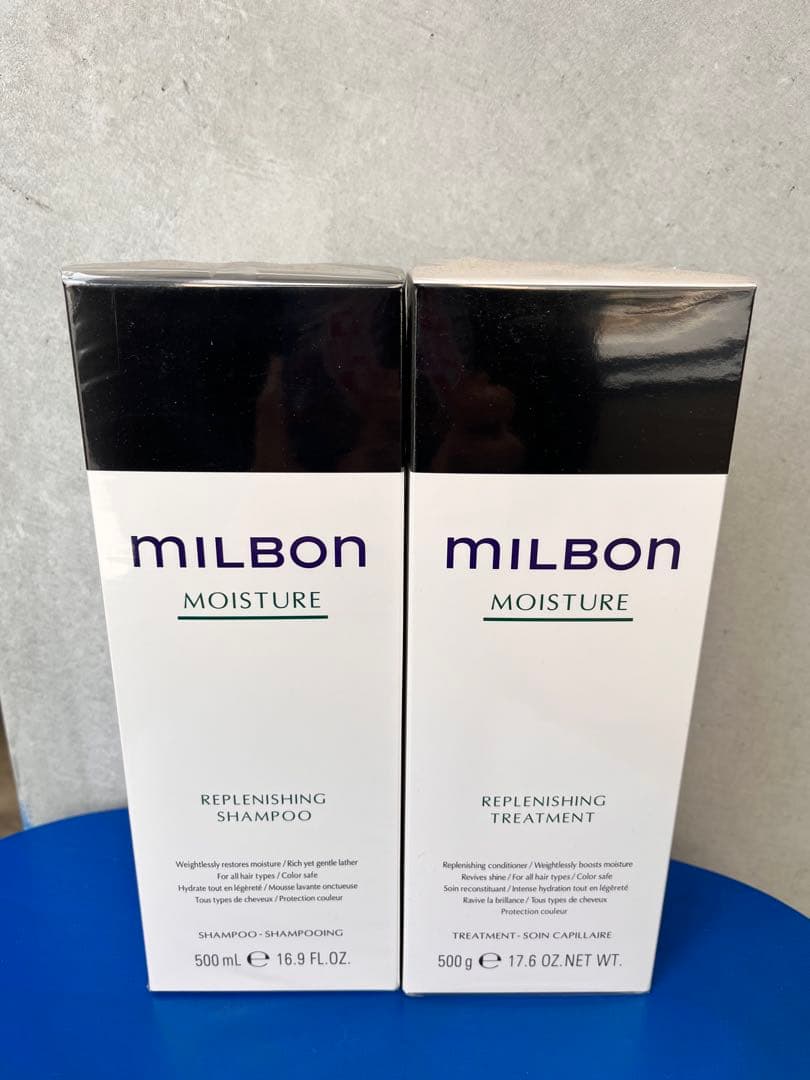 MILBON
MOISTURE
REPLENISHING
SHAMPOO
Weightlessly restores moisture / Rich yet gentle lather
For all hair types / Color safe
Hydrate tout en légèreté / Mousse lavante onctueuse
Tous types de cheveux / Protection couleur
SHAMPOO - SHAMPOOING
500 mL e 16.9 FL.OZ.
MILBON
MOISTURE
REPLENISHING
TREATMENT
Replenishing conditioner / Weightlessly boosts moisture
Revives shine / For all hair types / Color safe
Soin reconstituant / Intense hydration tout en légèreté
Ravive la brillance / Tous types de cheveux
Protection couleur
TREATMENT - SOIN CAPILLAIRE
500 g e 17.6 OZ. NET WT.